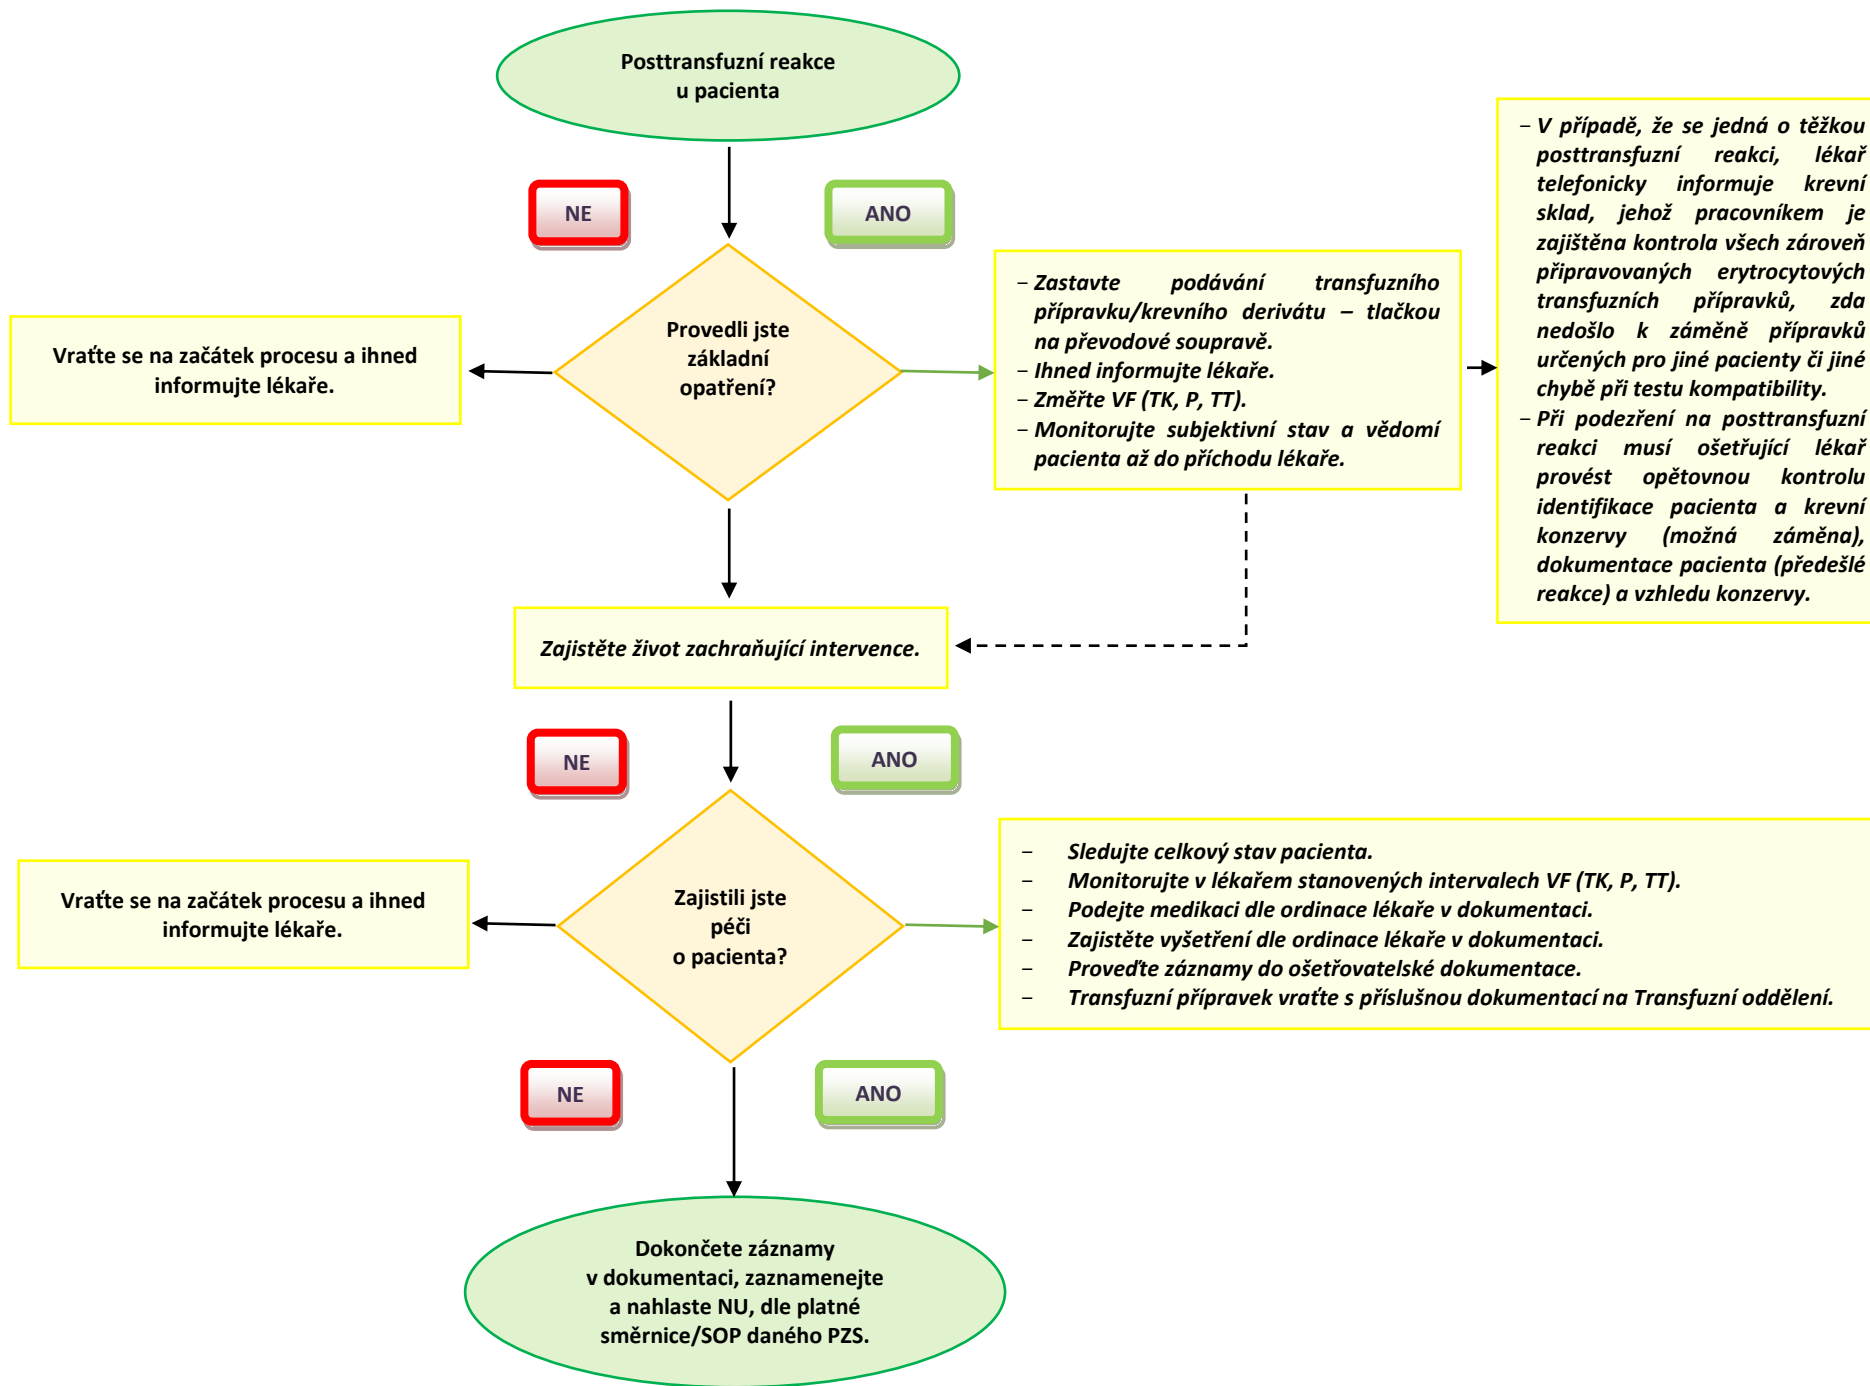 Posttransfuzní reakce
u pacienta
NE
ANO
Provedli jste
základní
opatření?
Vraťte se na začátek procesu a ihned
informujte lékaře.
– Zastavte podávání transfuzního
přípravku/krevního derivátu – tlačkou
na převodové soupravě.
– Ihned informujte lékaře.
– Změřte VF (TK, P, TT).
– Monitorujte subjektivní stav a vědomí
pacienta až do příchodu lékaře.
– V případě, že se jedná o těžkou
posttransfuzní reakci, lékař
telefonicky informuje krevní
sklad, jehož pracovníkem je
zajištěna kontrola všech zároveň
připravovaných erytrocytových
transfuzních přípravků, zda
nedošlo k záměně přípravků
určených pro jiné pacienty či jiné
chybě při testu kompatibility.
– Při podezření na posttransfuzní
reakci musí ošetřující lékař
provést opětovnou kontrolu
identifikace pacienta a krevní
konzervy (možná záměna),
dokumentace pacienta (předešlé
reakce) a vzhledu konzervy.
Zajistěte život zachraňující intervence.
NE
ANO
Zajistili jste
péči
o pacienta?
Vraťte se na začátek procesu a ihned
informujte lékaře.
– Sledujte celkový stav pacienta.
– Monitorujte v lékařem stanovených intervalech VF (TK, P, TT).
– Podejte medikaci dle ordinace lékaře v dokumentaci.
– Zajistěte vyšetření dle ordinace lékaře v dokumentaci.
– Proveďte záznamy do ošetřovatelské dokumentace.
– Transfuzní přípravek vraťte s příslušnou dokumentací na Transfuzní oddělení.
NE
ANO
Dokončete záznamy
v dokumentaci, zaznamenejte
a nahlaste NU, dle platné
směrnice/SOP daného PZS.